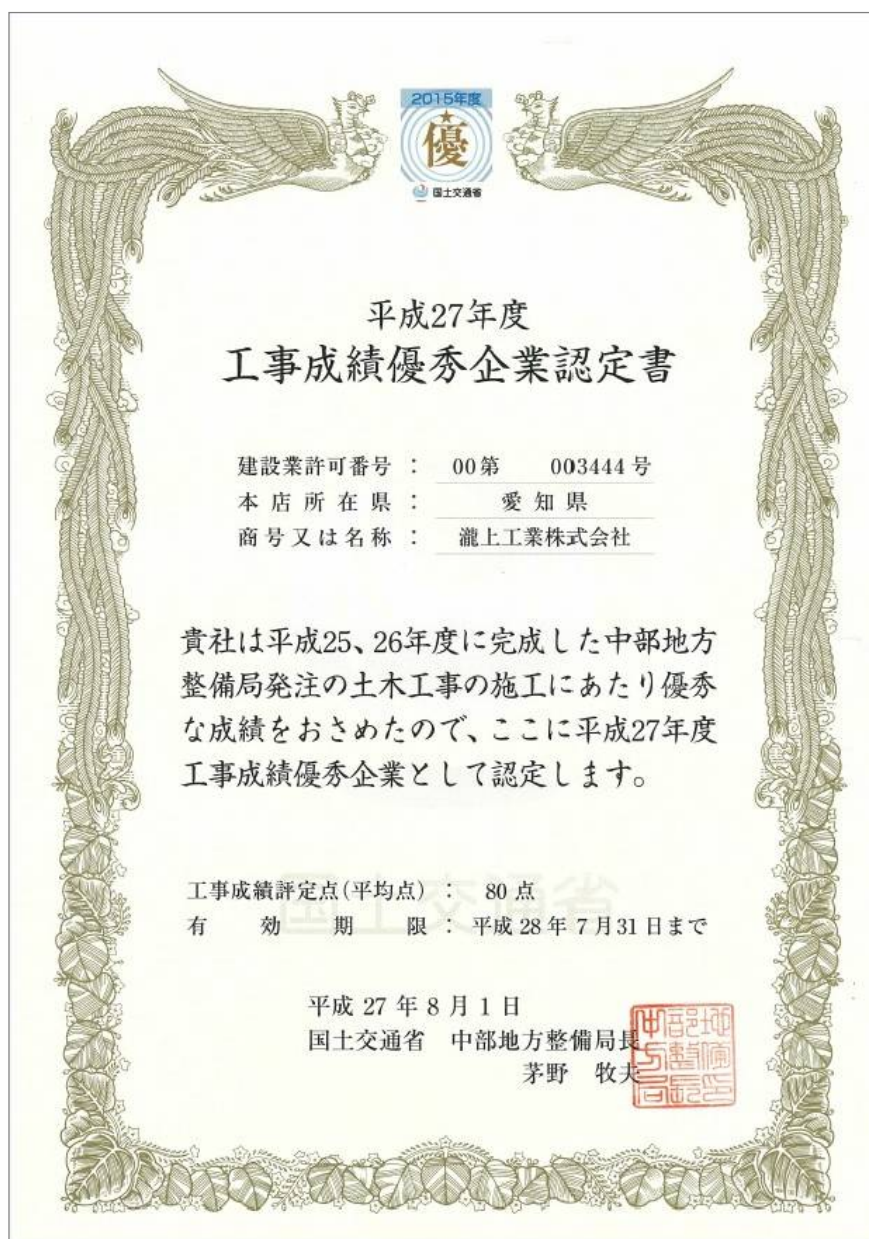 2015年度
優
国土交通省
平成27年度
工事成績優秀企業認定書
建設業許可番号 : 00第 003444号
本店所在県 : 愛知県
商号又は名称 : 瀧上工業株式会社
貴社は平成25、26年度に完成した中部地方
整備局発注の土木工事の施工にあたり優秀
な成績をおさめたので、ここに平成27年度
工事成績優秀企業として認定します。
国土交通省
工事成績評定点(平均点) : 80点
有効期限 : 平成28年7月31日まで
平成27年8月1日
国土交通省 中部地方整備局長
茅野 牧夫